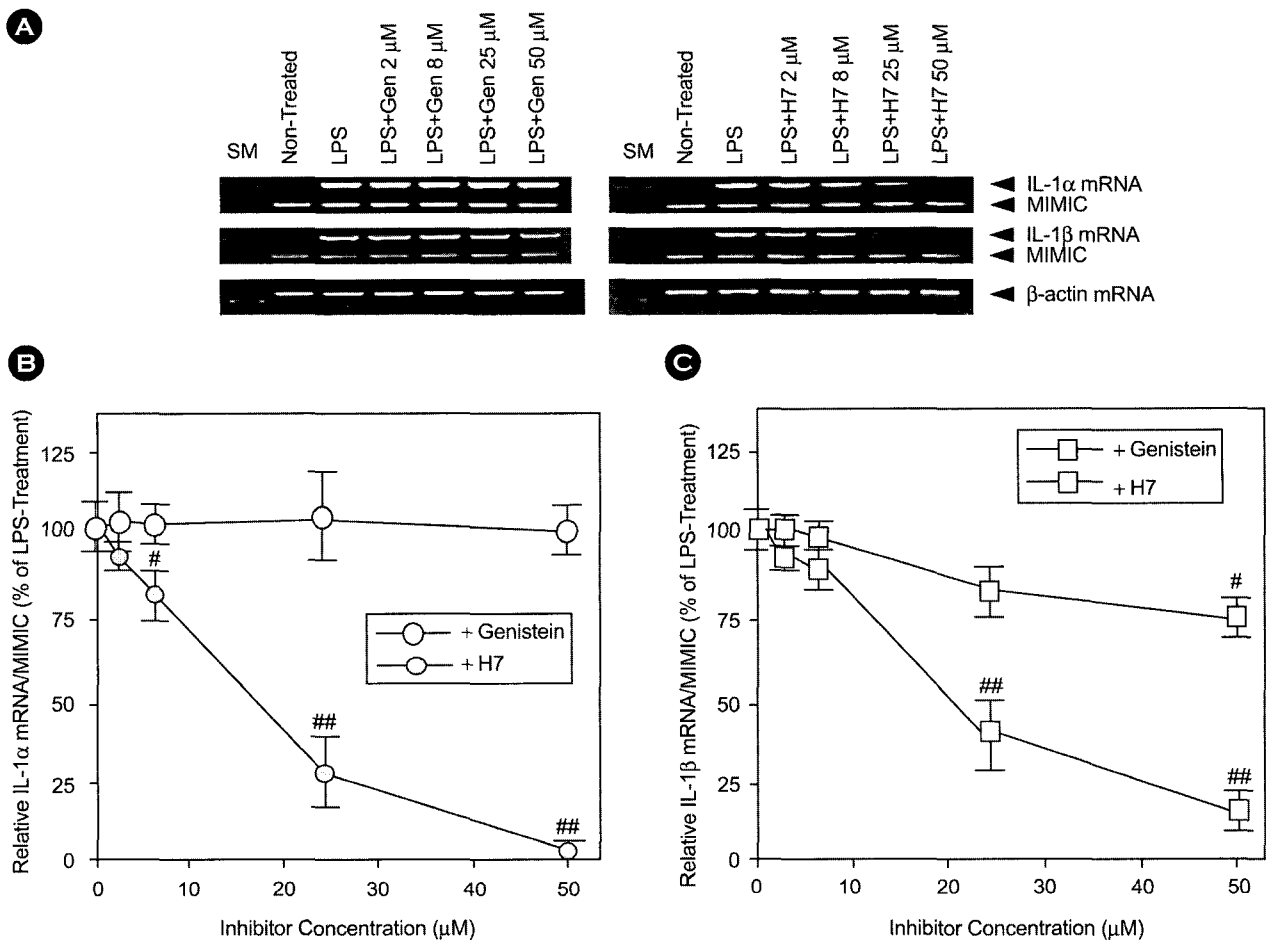 A
SM
Non-Treated
LPS
LPS+Gen 2 μM
LPS+Gen 8 μM
LPS+Gen 25 μM
LPS+Gen 50 μM
SM
Non-Treated
LPS
LPS+H7 2 μM
LPS+H7 8 μM
LPS+H7 25 μM
LPS+H7 50 μM
IL-1α mRNA
MIMIC
IL-1β mRNA
MIMIC
β-actin mRNA
B
Relative IL-1α mRNA/MIMIC (% of LPS-Treatment)
125
100
75
50
25
0
#
##
##
+ Genistein
+ H7
0 20 30 40 50
Inhibitor Concentration (μM)
C
Relative IL-1β mRNA/MIMIC (% of LPS-Treatment)
125
100
75
50
25
0
+ Genistein
+ H7
#
##
##
0 10 20 30 40 50
Inhibitor Concentration (μM)